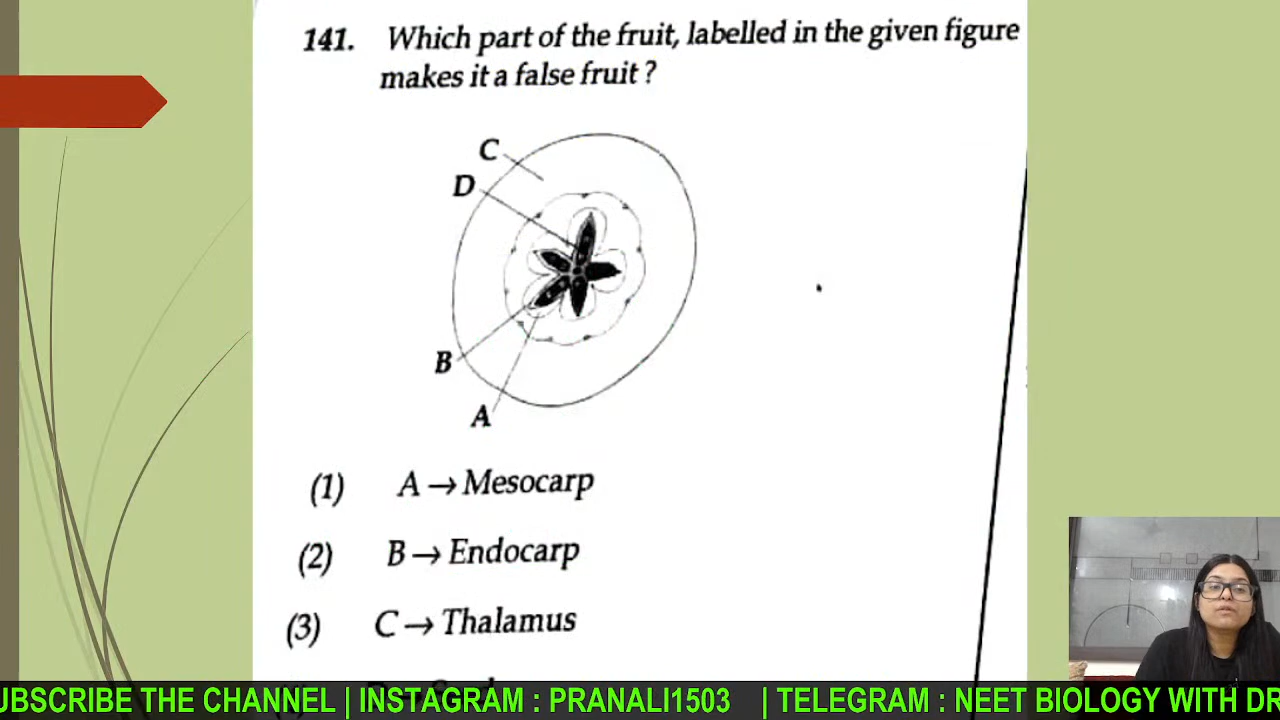 141. Which part of the fruit, labelled in the given figure
makes it a false fruit ?
C
D
B
A
(1) A → Mesocarp
(2) B → Endocarp
(3) C → Thalamus
UBSCRIBE THE CHANNEL | INSTAGRAM : PRANALI1503 | TELEGRAM : NEET BIOLOGY WITH DR